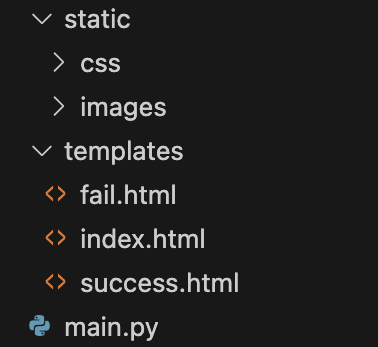 static
css
images
templates
fail.html
index.html
success.html
main.py